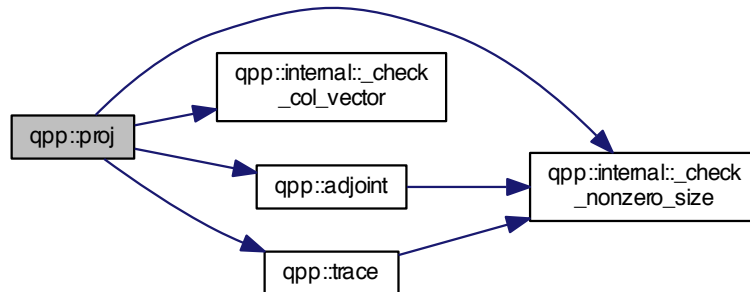 qpp::internal::_check
_col_vector
qpp::proj
qpp::internal::_check
_nonzero_size
qpp::adjoint
qpp::trace